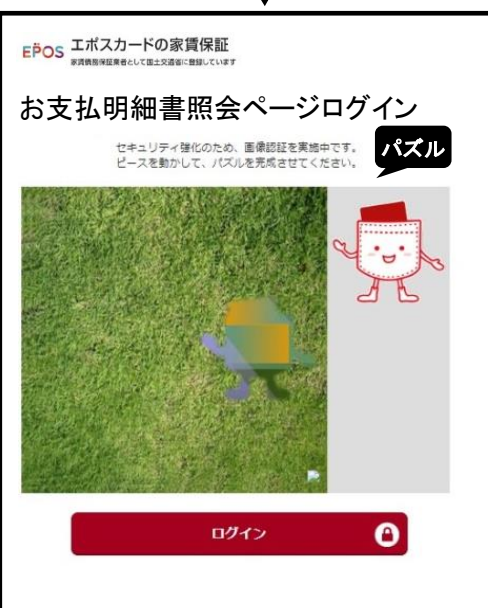 EPOS エポスカードの家賃保証
家賃債務保証業者として国土交通省に登録しています
お支払明細書照会ページログイン
セキュリティ強化のため、画像認証を実施中です。
ピースを動かして、パズルを完成させてください。
パズル
ログイン